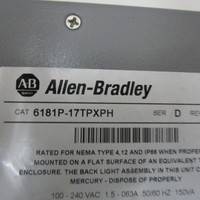 AB Allen-Bradley
CAT 6181P-17TPXPH SER D REV
RATED FOR NEMA TYPE 4,12 AND IP66 WHEN PROPER
MOUNTED ON A FLAT SURFACE OF AN EQUIVALENT T
ENCLOSURE. THE BACK LIGHT ASSEMBLY IN THIS
MERCURY - DISPOSE OF PROPERLY
100 - 240 VAC 1.5 - .063A 50/60 HZ 150VA